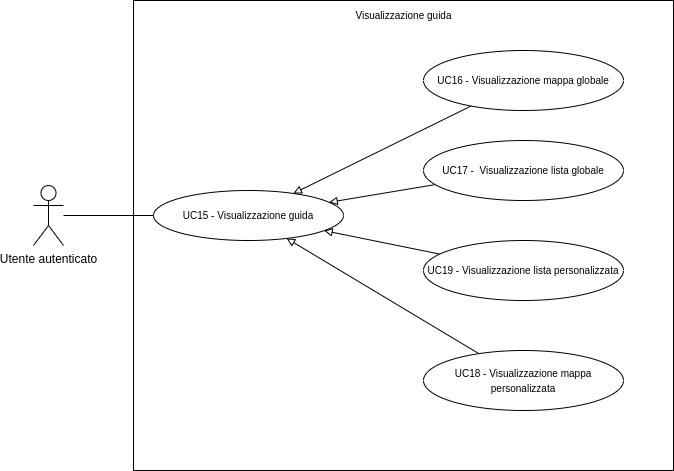 Visualizzazione guida
UC16 - Visualizzazione mappa globale
UC17 -  Visualizzazione lista globale
UC15 - Visualizzazione guida
Utente autenticato
UC19 - Visualizzazione lista personalizzata
UC18 - Visualizzazione mappa
personalizzata